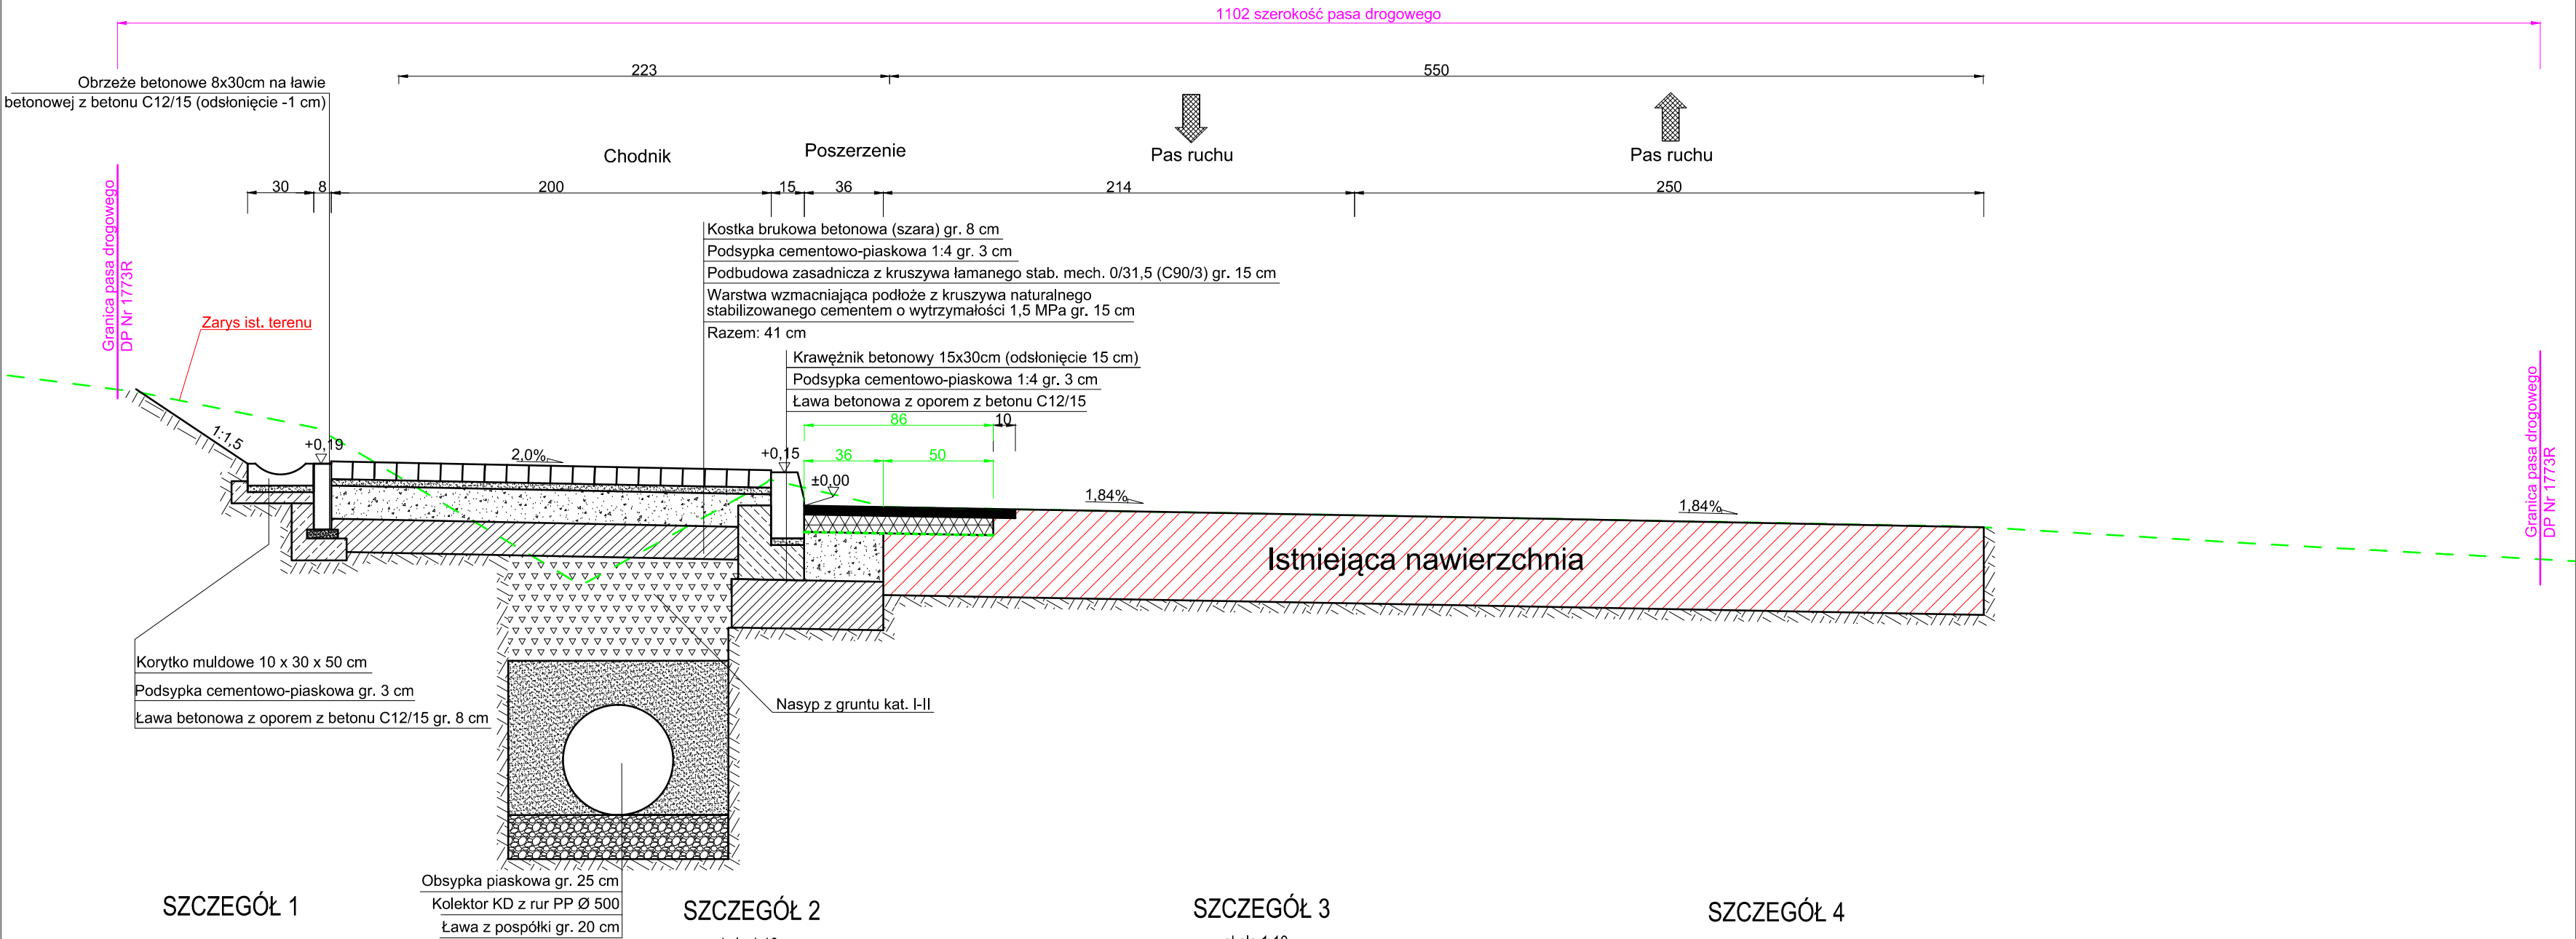 1102 szerokość pasa drogowego
223
550
Obrzeże betonowe 8x30cm na ławie
betonowej z betonu C12/15 (odsłonięcie -1 cm)
Chodnik
Poszerzenie
Pas ruchu
Pas ruchu
30
8
200
15
36
214
250
Granica pasa drogowego
DP Nr 1773R
Kostka brukowa betonowa (szara) gr. 8 cm
Podsypka cementowo-piaskowa 1:4 gr. 3 cm
Podbudowa zasadnicza z kruszywa łamanego stab. mech. 0/31,5 (C90/3) gr. 15 cm
Warstwa wzmacniająca podłoże z kruszywa naturalnego
stabilizowanego cementem o wytrzymałości 1,5 MPa gr. 15 cm
Razem: 41 cm
Zarys ist. terenu
Krawężnik betonowy 15x30cm (odsłonięcie 15 cm)
Podsypka cementowo-piaskowa 1:4 gr. 3 cm
Ława betonowa z oporem z betonu C12/15
86
10
1:1,5
+0,19
2,0%
+0,15
36
50
±0,00
1,84%
1,84%
Granica pasa drogowego
DP Nr 1773R
Istniejąca nawierzchnia
Korytko muldowe 10 x 30 x 50 cm
Podsypka cementowo-piaskowa gr. 3 cm
Ława betonowa z oporem z betonu C12/15 gr. 8 cm
Nasyp z gruntu kat. I-II
Obsypka piaskowa gr. 25 cm
Kolektor KD z rur PP Ø 500
Ława z pospółki gr. 20 cm
SZCZEGÓŁ 1
SZCZEGÓŁ 2
SZCZEGÓŁ 3
SZCZEGÓŁ 4